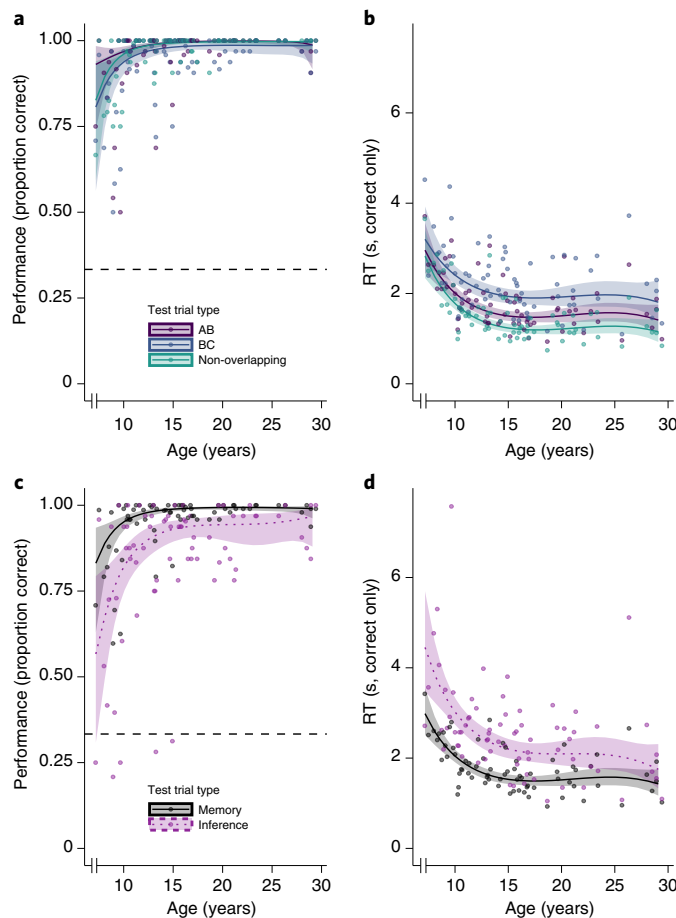 a
Performance (proportion correct)
1.00
0.75
0.50
0.25
0
Test trial type
AB
BC
Non-overlapping
10 15 20 25 30
Age (years)
b
RT (s, correct only)
6
4
2
0
10 15 20 25 30
Age (years)
c
Performance (proportion correct)
1.00
0.75
0.50
0.25
0
Test trial type
Memory
Inference
10 15 20 25 30
Age (years)
d
RT (s, correct only)
6
4
2
0
10 15 20 25 30
Age (years)